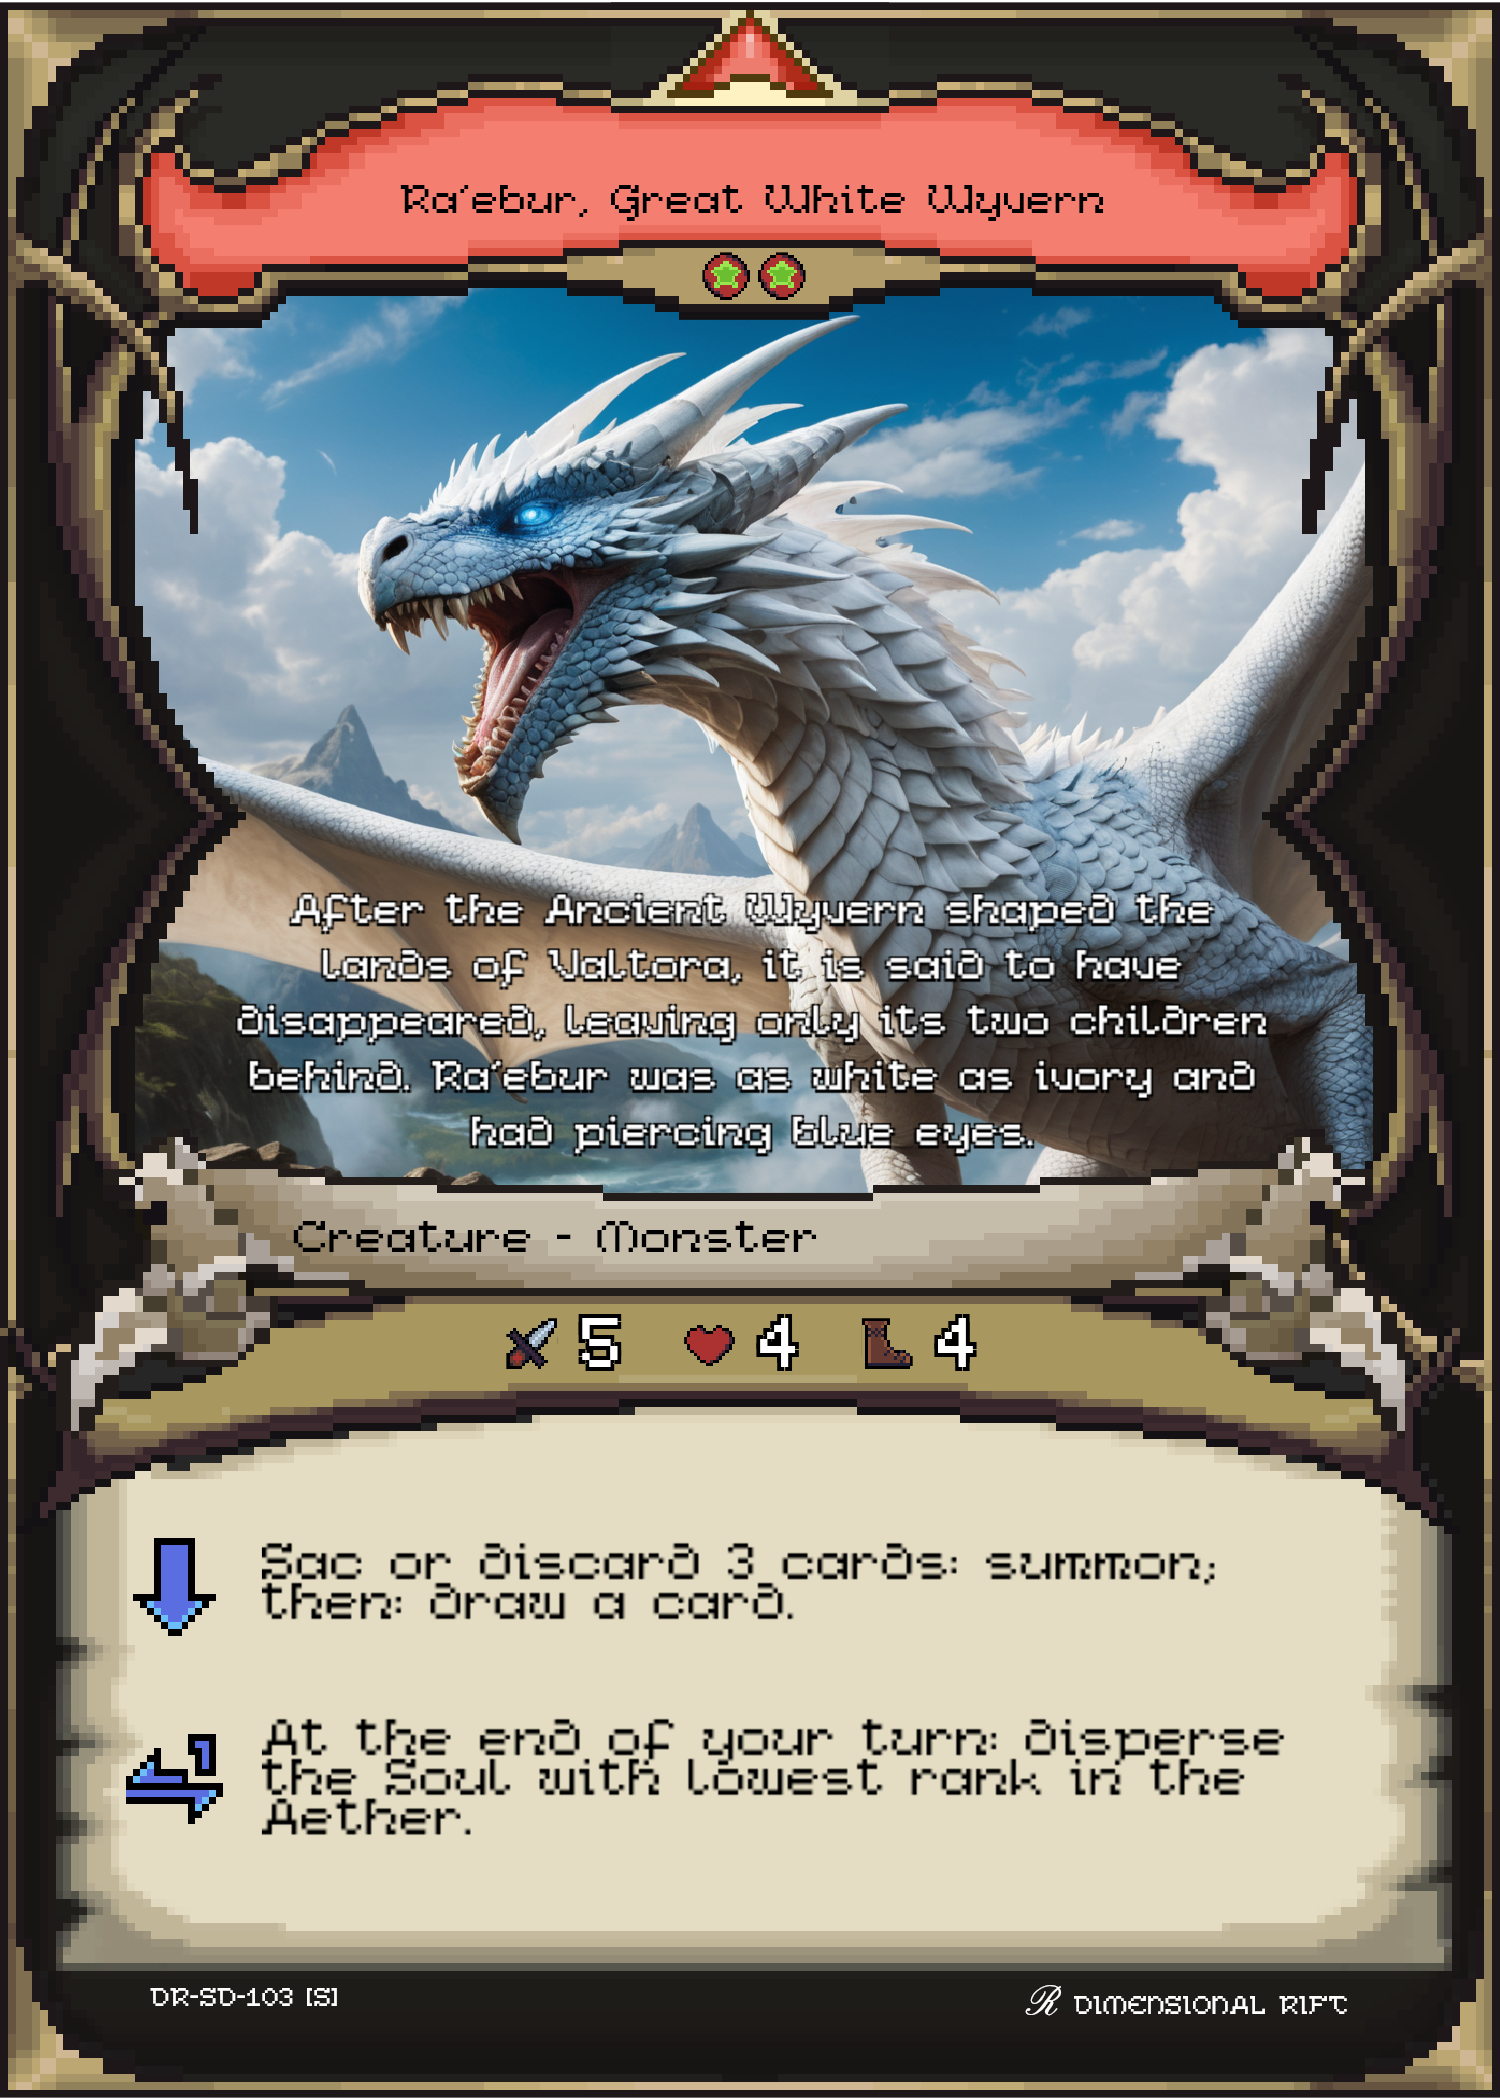 Ra'ebur, Great White Wyvern
After the Ancient Wyvern shaped the
lands of Valtora, it is said to have
disappeared, leaving only its two children
behind. Ra'ebur was as white as ivory and
had piercing blue eyes.
Creature - Monster
5 4 4
Sac or discard 3 cards: summon;
then: draw a card.
1
At the end of your turn: disperse
the Soul with lowest rank in the
Aether.
DR-SD-103 [S]
R DIMENSIONAL RIFT